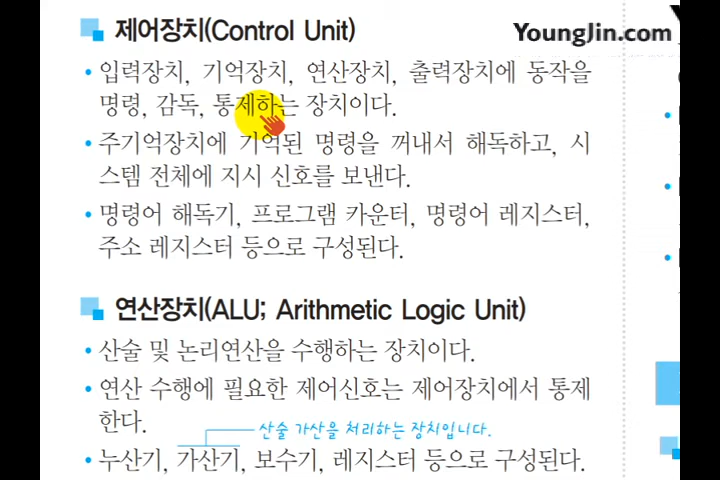 YoungJin.com
제어장치(Control Unit)
• 입력장치, 기억장치, 연산장치, 출력장치에 동작을
명령, 감독, 통제하는 장치이다.
• 주기억장치에 기억된 명령을 꺼내서 해독하고, 시
스템 전체에 지시 신호를 보낸다.
• 명령어 해독기, 프로그램 카운터, 명령어 레지스터,
주소 레지스터 등으로 구성된다.
연산장치(ALU; Arithmetic Logic Unit)
• 산술 및 논리연산을 수행하는 장치이다.
• 연산 수행에 필요한 제어신호는 제어장치에서 통제
한다.
산술 가산을 처리하는 장치입니다.
• 누산기, 가산기, 보수기, 레지스터 등으로 구성된다.